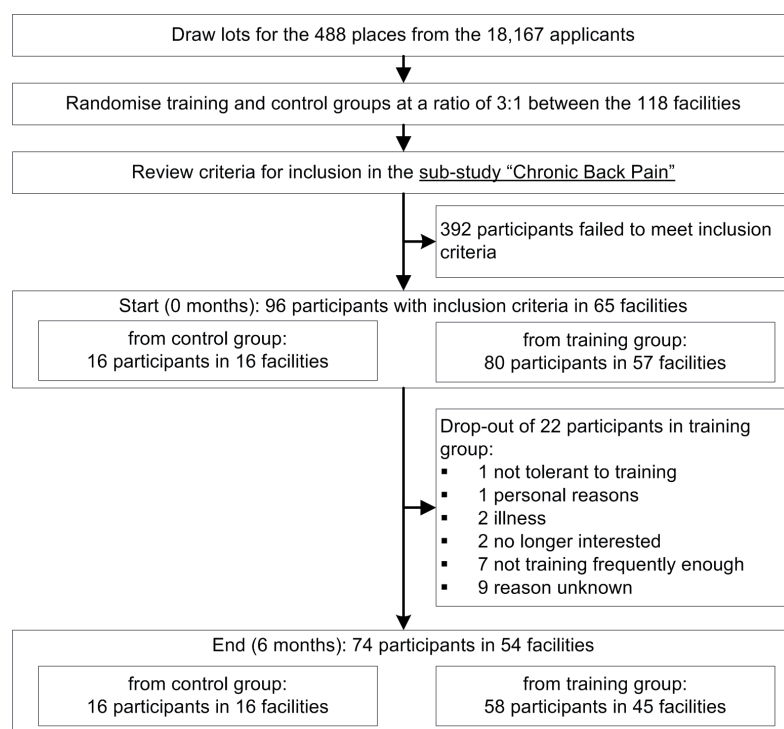 Draw lots for the 488 places from the 18,167 applicants
Randomise training and control groups at a ratio of 3:1 between the 118 facilities
Review criteria for inclusion in the sub-study “Chronic Back Pain”
392 participants failed to meet inclusion
criteria
Start (0 months): 96 participants with inclusion criteria in 65 facilities
from control group:
16 participants in 16 facilities
from training group:
80 participants in 57 facilities
Drop-out of 22 participants in training
group:
▪ 1 not tolerant to training
▪ 1 personal reasons
▪ 2 illness
▪ 2 no longer interested
▪ 7 not training frequently enough
▪ 9 reason unknown
End (6 months): 74 participants in 54 facilities
from control group:
16 participants in 16 facilities
from training group:
58 participants in 45 facilities